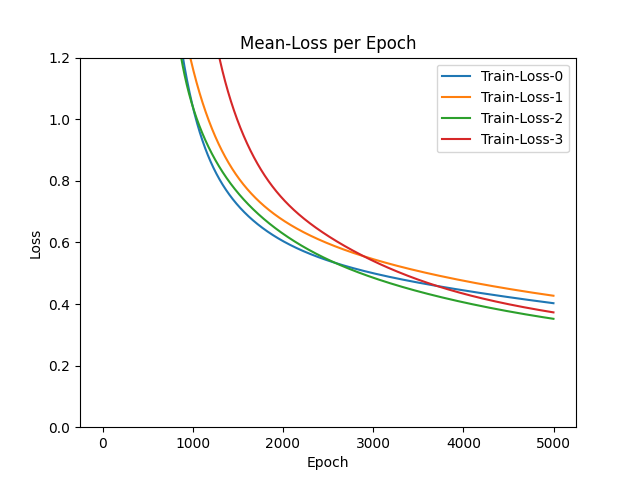 Mean-Loss per Epoch
1.2
1.0
0.8
0.6
0.4
0.2
0.0
Loss
Train-Loss-0
Train-Loss-1
Train-Loss-2
Train-Loss-3
0 1000 2000 3000 4000 5000
Epoch